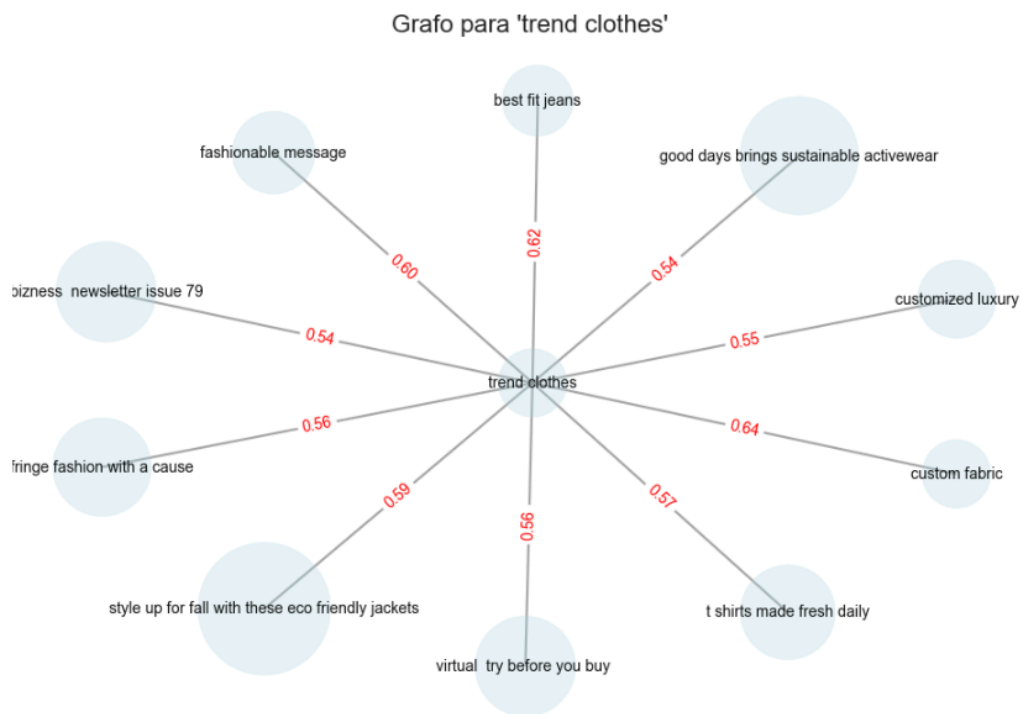 Grafo para 'trend clothes'
best fit jeans
fashionable message
good days brings sustainable activewear
0.62
0.60
0.54
bizness  newsletter issue 79
customized luxury
0.54
0.55
trend clothes
0.56
0.64
fringe fashion with a cause
custom fabric
0.59
0.57
0.56
style up for fall with these eco friendly jackets
t shirts made fresh daily
virtual  try before you buy